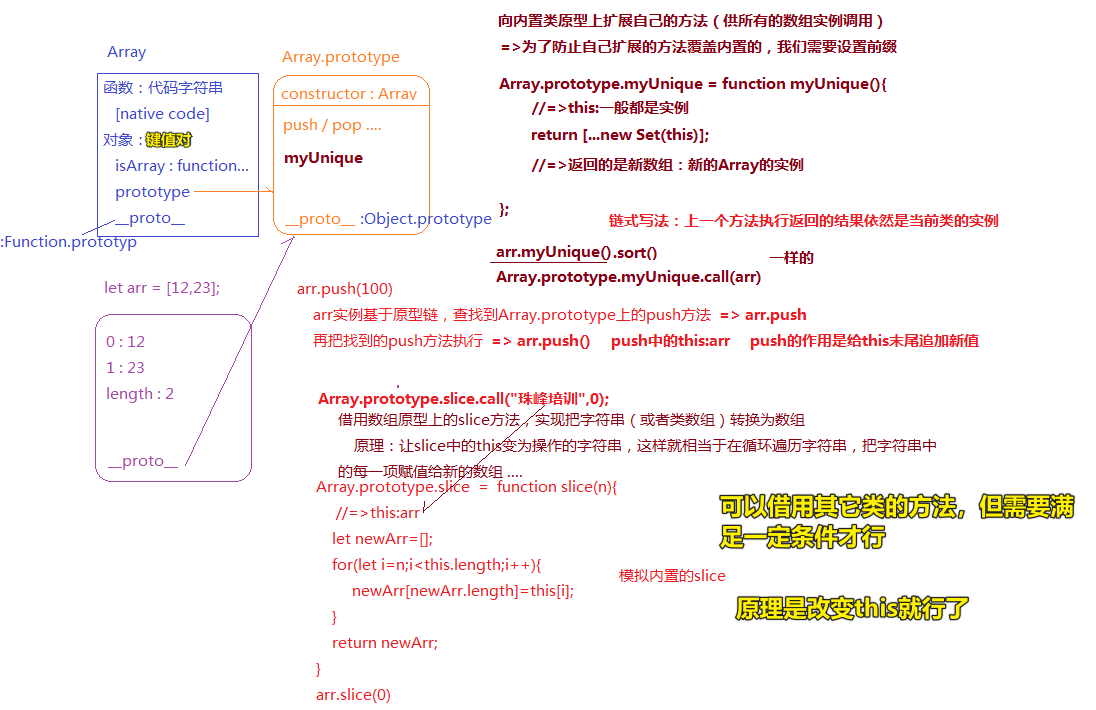 向内置类原型上扩展自己的方法（供所有的数组实例调用）
=>为了防止自己扩展的方法覆盖内置的，我们需要设置前缀
Array
函数：代码字符串
[native code]
对象：键值对
isArray : function...
prototype
__proto__
:Function.prototyp
Array.prototype
constructor : Array
push / pop ....
myUnique
__proto__ :Object.prototype
Array.prototype.myUnique = function myUnique(){
//=>this:一般都是实例
return [...new Set(this)];
//=>返回的是新数组：新的Array的实例
};
链式写法：上一个方法执行返回的结果依然是当前类的实例
arr.myUnique().sort()
一样的
Array.prototype.myUnique.call(arr)
let arr = [12,23];
0 : 12
1 : 23
length : 2
__proto__
arr.push(100)
arr实例基于原型链，查找到Array.prototype上的push方法 => arr.push
再把找到的push方法执行 => arr.push() push中的this:arr push的作用是给this末尾追加新值
Array.prototype.slice.call("珠峰培训",0);
借用数组原型上的slice方法，实现把字符串（或者类数组）转换为数组
原理：让slice中的this变为操作的字符串，这样就相当于在循环遍历字符串，把字符串中
的每一项赋值给新的数组 ....
Array.prototype.slice = function slice(n){
//=>this:arr
let newArr=[];
for(let i=n;i<this.length;i++){
newArr[newArr.length]=this[i];
}
return newArr;
}
arr.slice(0)
模拟内置的slice
可以借用其它类的方法，但需要满
足一定条件才行
原理是改变this就行了